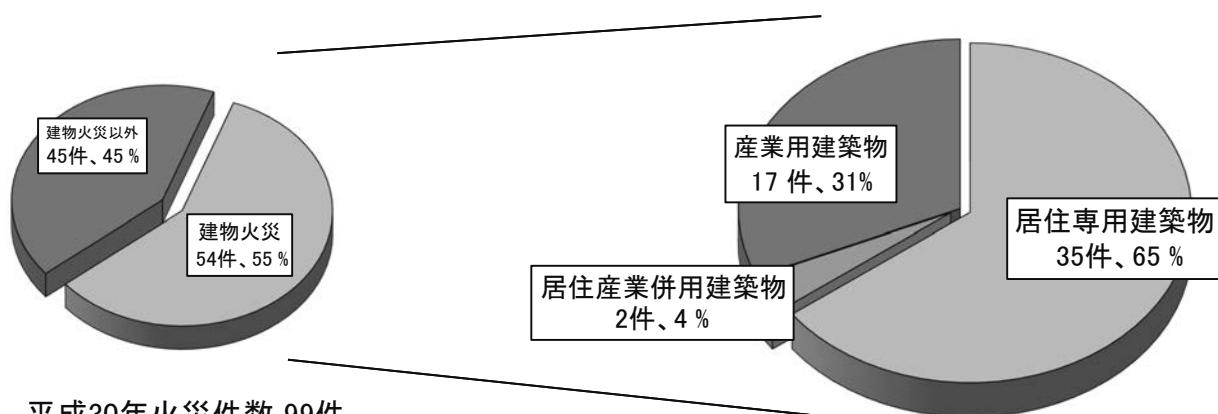 建物火災以外
45件、45％
建物火災
54件、55％
産業用建築物
17 件、31%
居住専用建築物
35件、65％
居住産業併用建築物
2件、4％
平成30年火災件数 99件